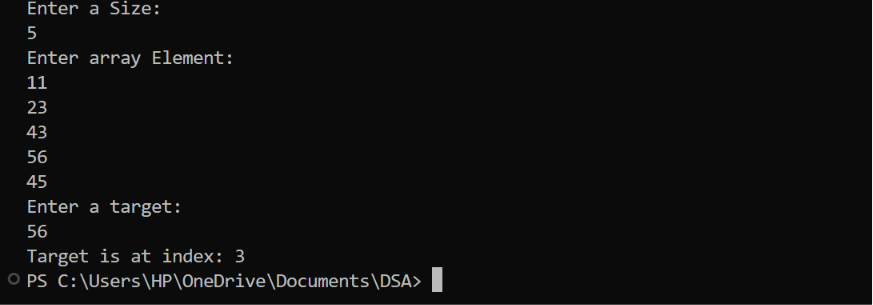 Enter a Size:
5
Enter array Element:
11
23
43
56
45
Enter a target:
56
Target is at index: 3
PS C:\Users\HP\OneDrive\Documents\DSA>